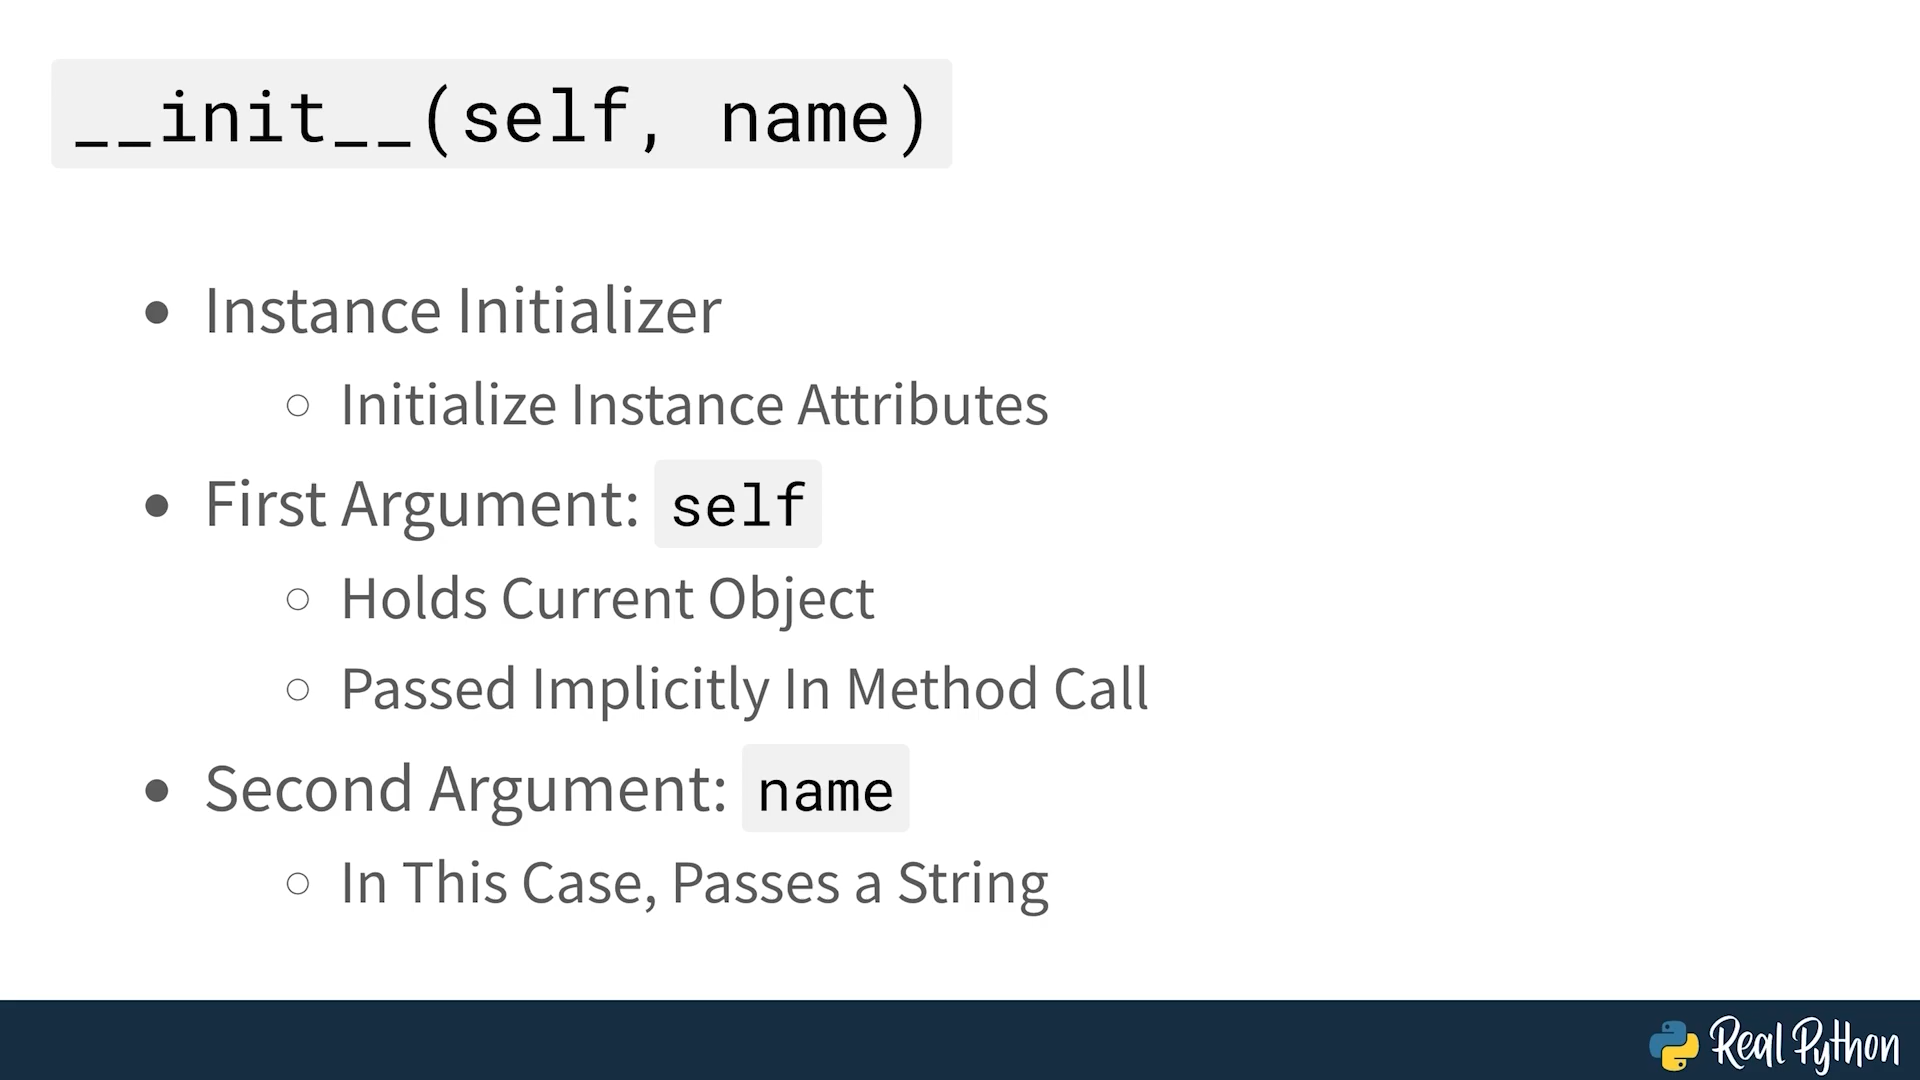 __init__(self, name)
Instance Initializer
Initialize Instance Attributes
First Argument: self
Holds Current Object
Passed Implicitly In Method Call
Second Argument: name
In This Case, Passes a String
Real Python